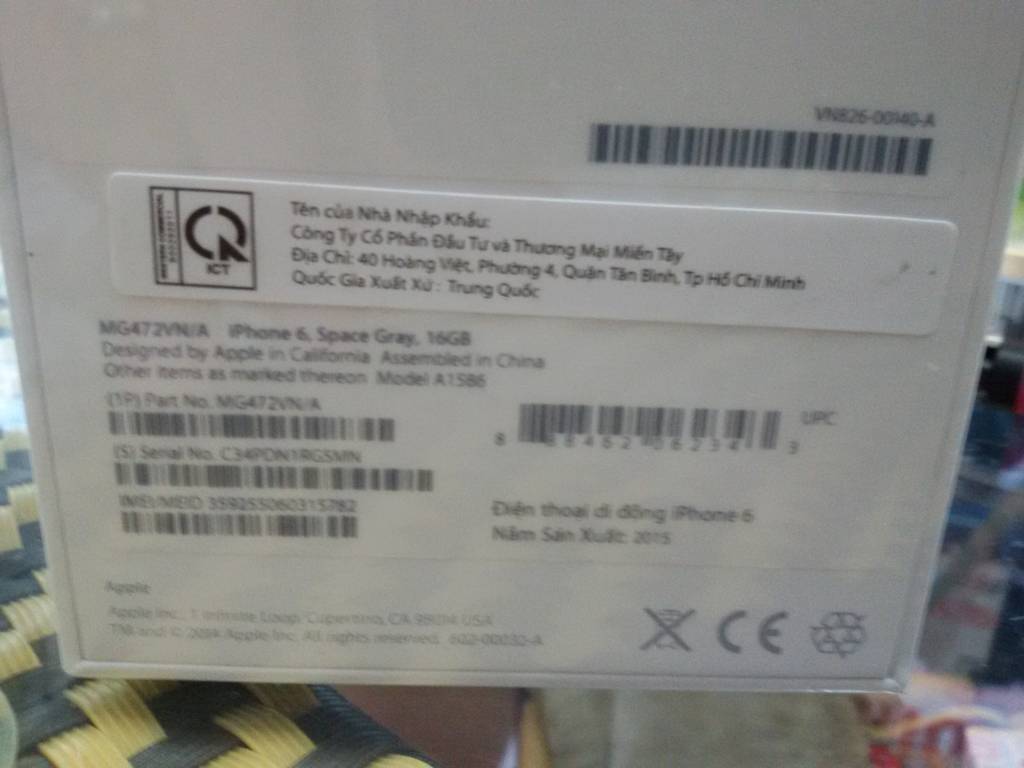 VN826-00140-A
ICT
Tên của Nhà Nhập Khẩu:
Công Ty Cổ Phần Đầu Tư và Thương Mại Miền Tây
Địa Chỉ: 40 Hoàng Việt, Phường 4, Quận Tân Bình, Tp Hồ Chí Minh
Quốc Gia Xuất Xứ : Trung Quốc
MG472VN/A iPhone 6, Space Gray, 16GB
Designed by Apple in California Assembled in China
Other items as marked thereon Model A1586
(1P) Part No. MG472VN/A
UPC
8 88462 06234 3
(S) Serial No. C34PDN1RG5MN
IMEI/MEID 359255060315782
Điện thoại di động iPhone 6
Năm Sản Xuất: 2015
Apple
Apple Inc., 1 Infinite Loop, Cupertino, CA 95014 USA
TM and © 2014 Apple Inc. All rights reserved. 602-00032-A
CE